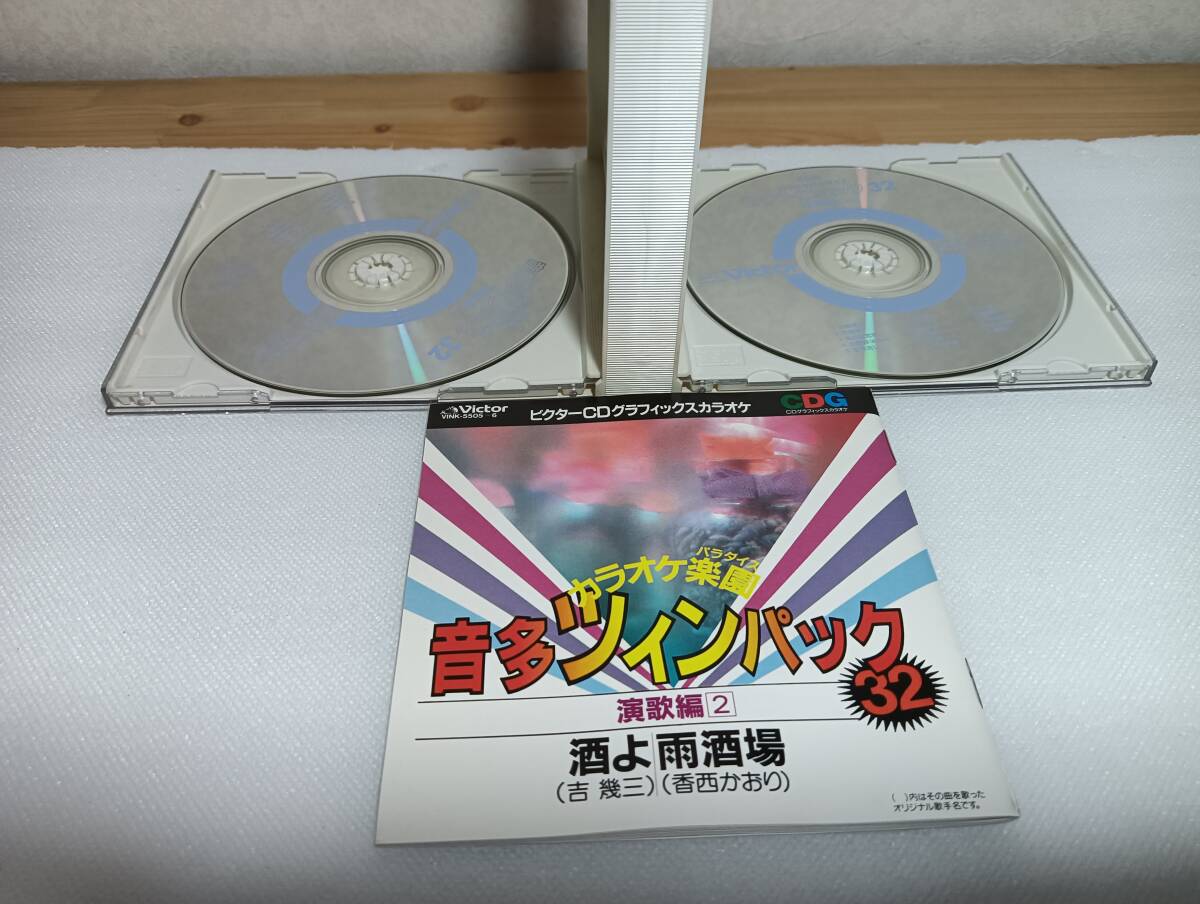 32
Victor
32
Victor
VINK-5505 6
ビクターCDグラフィックスカラオケ
CDG
CDグラフィックスカラオケ
パラダイス
カラオケ楽園
音多ツインパック
32
演歌編2
酒よ 雨酒場
(吉 幾三) (香西かおり)
( )内はその曲を歌った
オリジナル歌手名です。